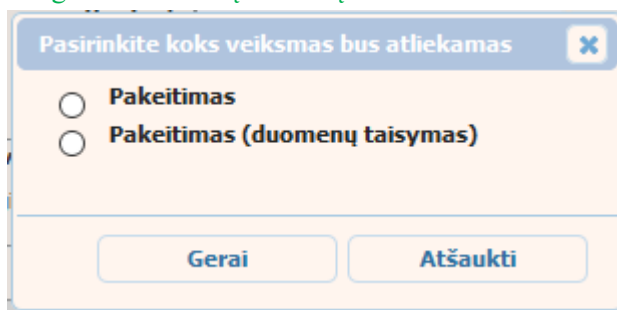 Pasirinkite koks veiksmas bus atliekamas
Pakeitimas
Pakeitimas (duomenų taisymas)
Gerai
Atšaukti